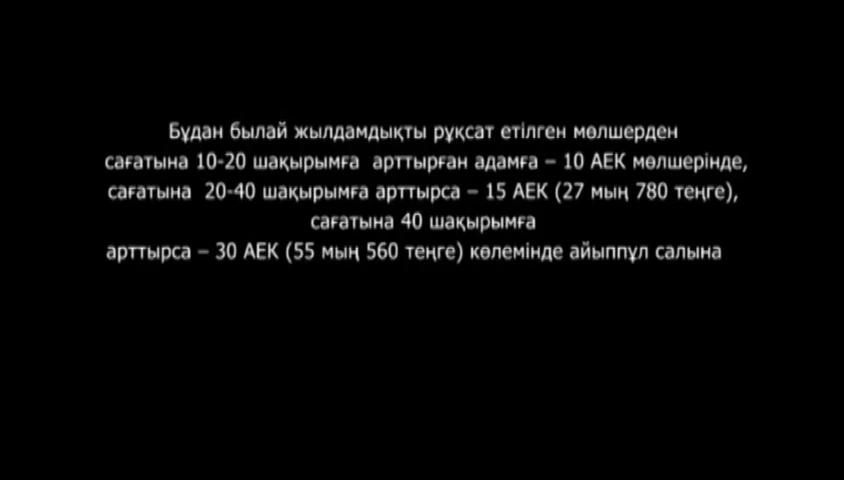 Бұдан былай жылдамдықты рұқсат етілген мөлшерден
сағатына 10-20 шақырымға арттырған адамға – 10 АЕК мөлшерінде,
сағатына 20-40 шақырымға арттырса – 15 АЕК (27 мың 780 теңге),
сағатына 40 шақырымға
арттырса – 30 АЕК (55 мың 560 теңге) көлемінде айыппұл салына